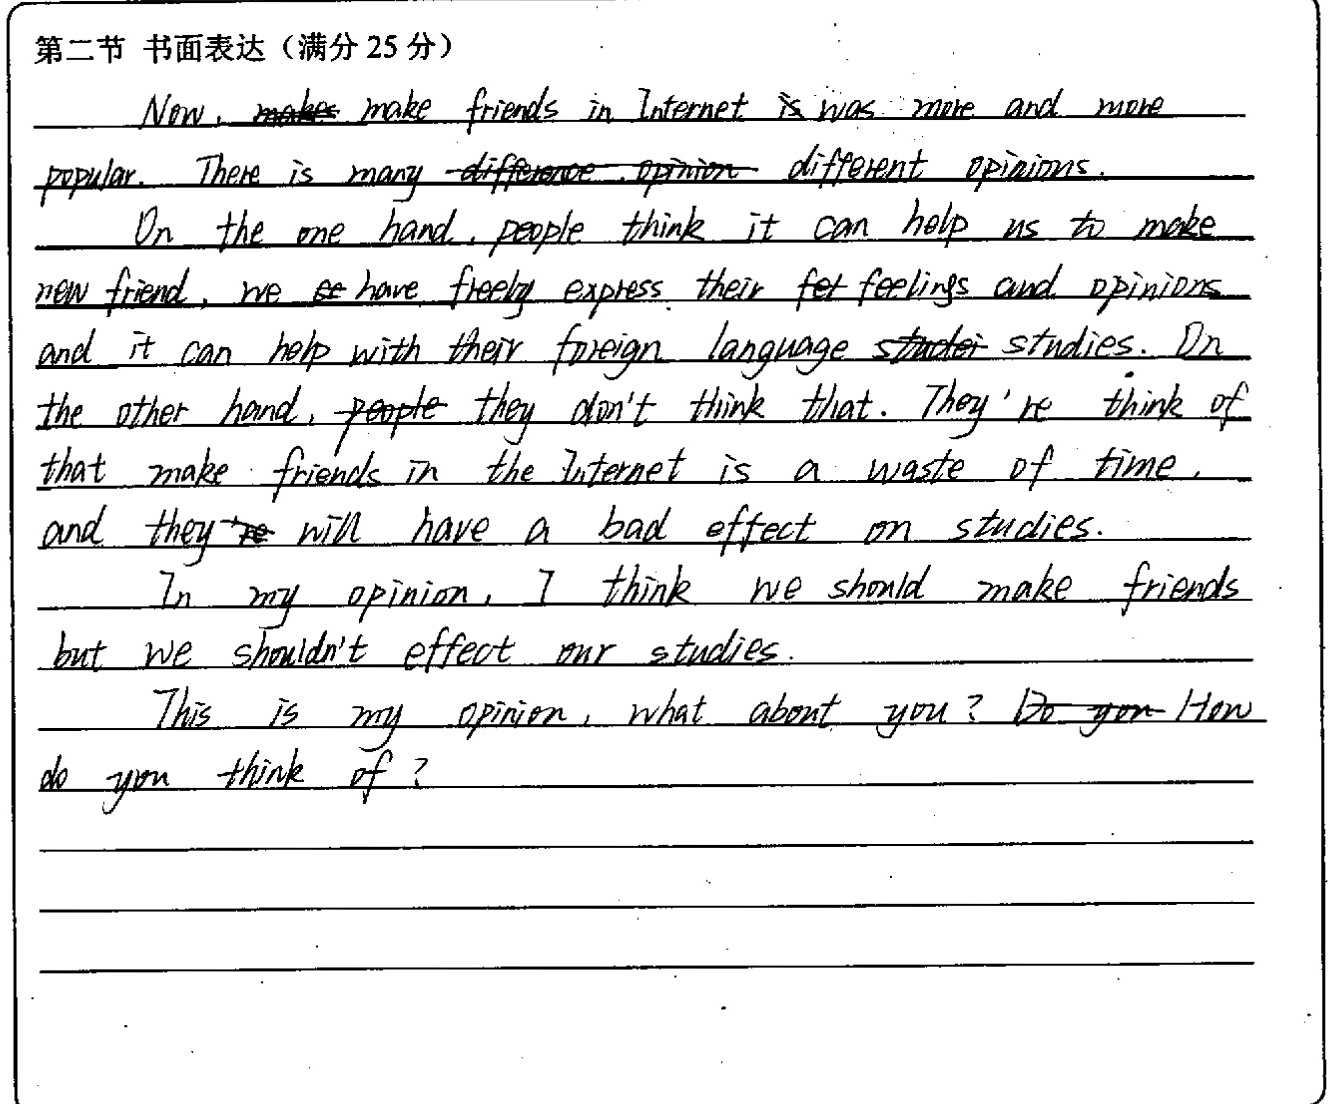 第二节 书面表达（满分 25 分）
Now, makes make friends in Internet is was more and more
popular. There is many difference opinion different opinions.
On the one hand, people think it can help us to make
new friend, we have freely express their feelings and opinions
and it can help with their foreign language studies. On
the other hand, people they don't think that. They're think of
that make friends in the Internet is a waste of time,
and they're will have a bad effect on studies.
In my opinion, I think we should make friends
but we shouldn't effect our studies.
This is my opinion, what about you? Do you How
do you think of?